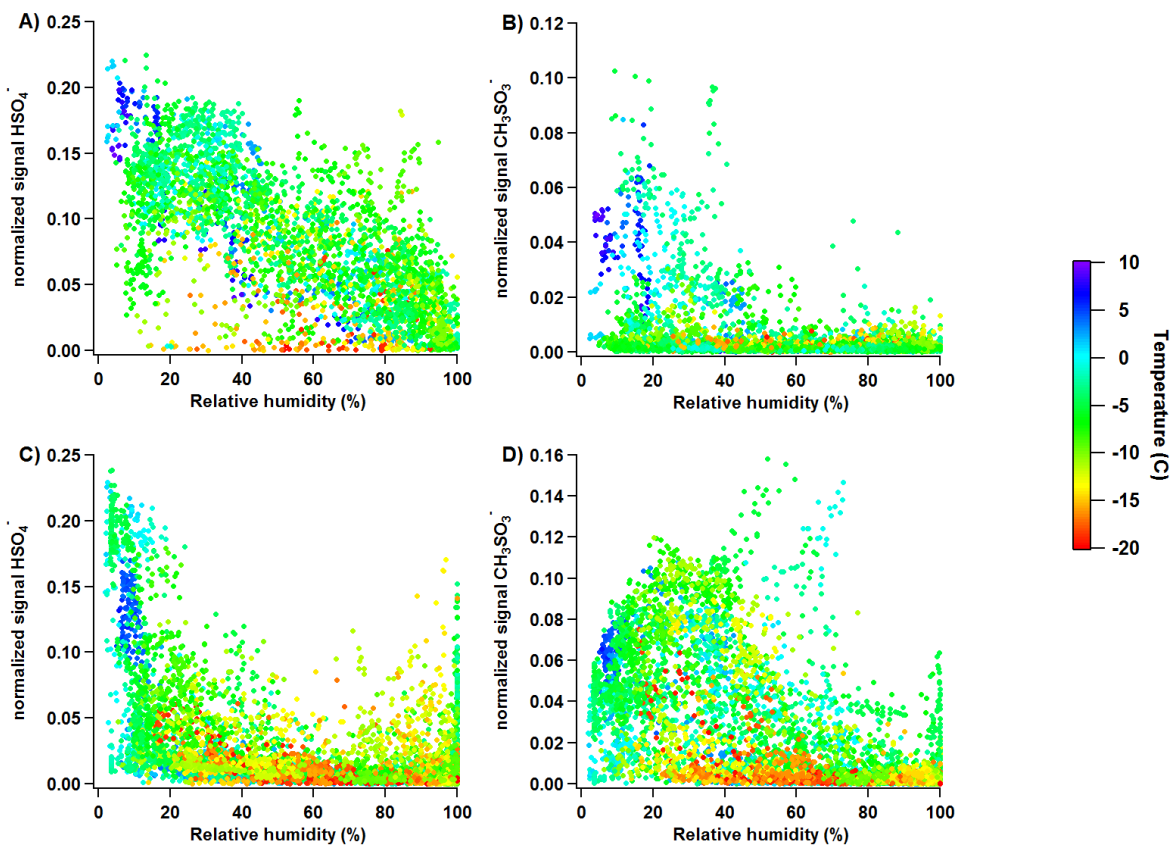 A)
normalized signal HSO₄⁻
0.25
0.20
0.15
0.10
0.05
0.00
0 20 40 60 80 100
Relative humidity (%)
B)
normalized signal CH₃SO₃⁻
0.12
0.10
0.08
0.06
0.04
0.02
0.00
0 20 40 60 80 100
Relative humidity (%)
C)
normalized signal HSO₄⁻
0.25
0.20
0.15
0.10
0.05
0.00
0 20 40 60 80 100
Relative humidity (%)
D)
normalized signal CH₃SO₃⁻
0.16
0.14
0.12
0.10
0.08
0.06
0.04
0.02
0.00
0 20 40 60 80 100
Relative humidity (%)
10
5
0
-5
-10
-15
-20
Temperature (C)